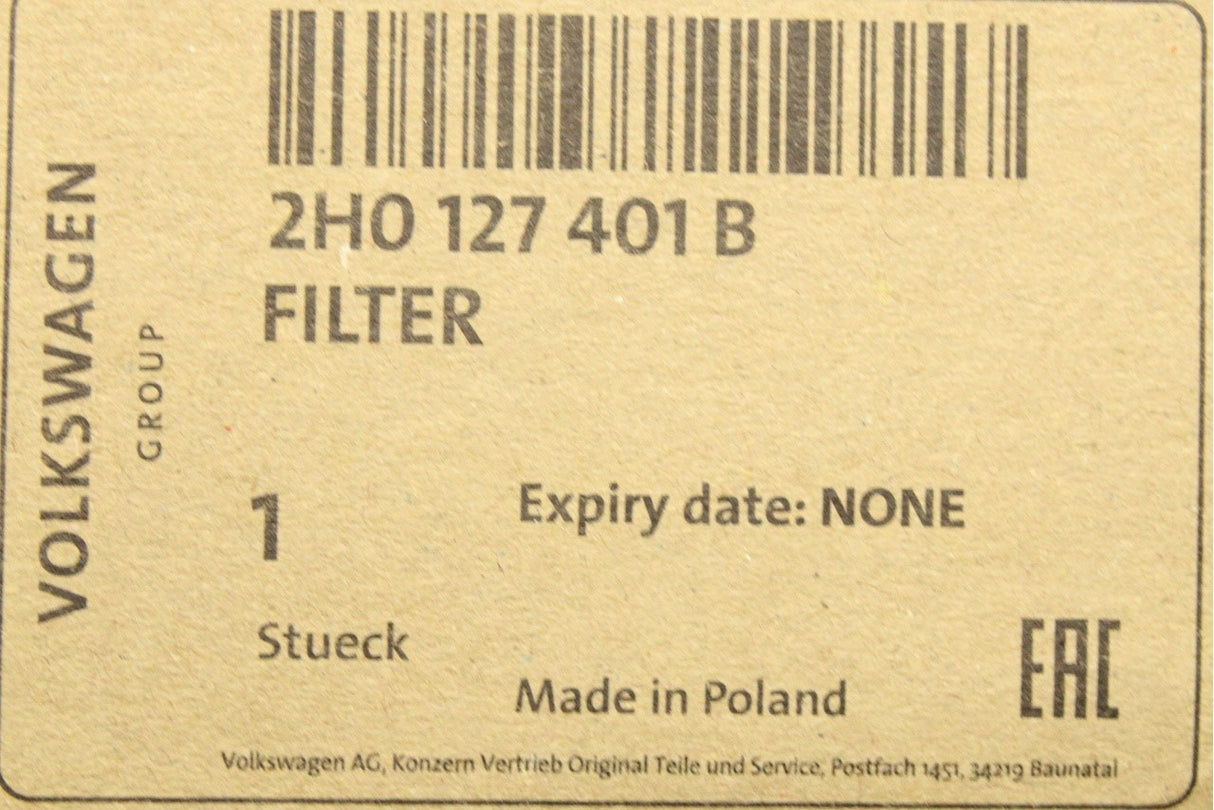 VOLKSWAGEN
GROUP
2H0 127 401 B
FILTER
1
Expiry date: NONE
Stueck
Made in Poland
EAC
Volkswagen AG, Konzern Vertrieb Original Teile und Service, Postfach 1451, 34219 Baunatal